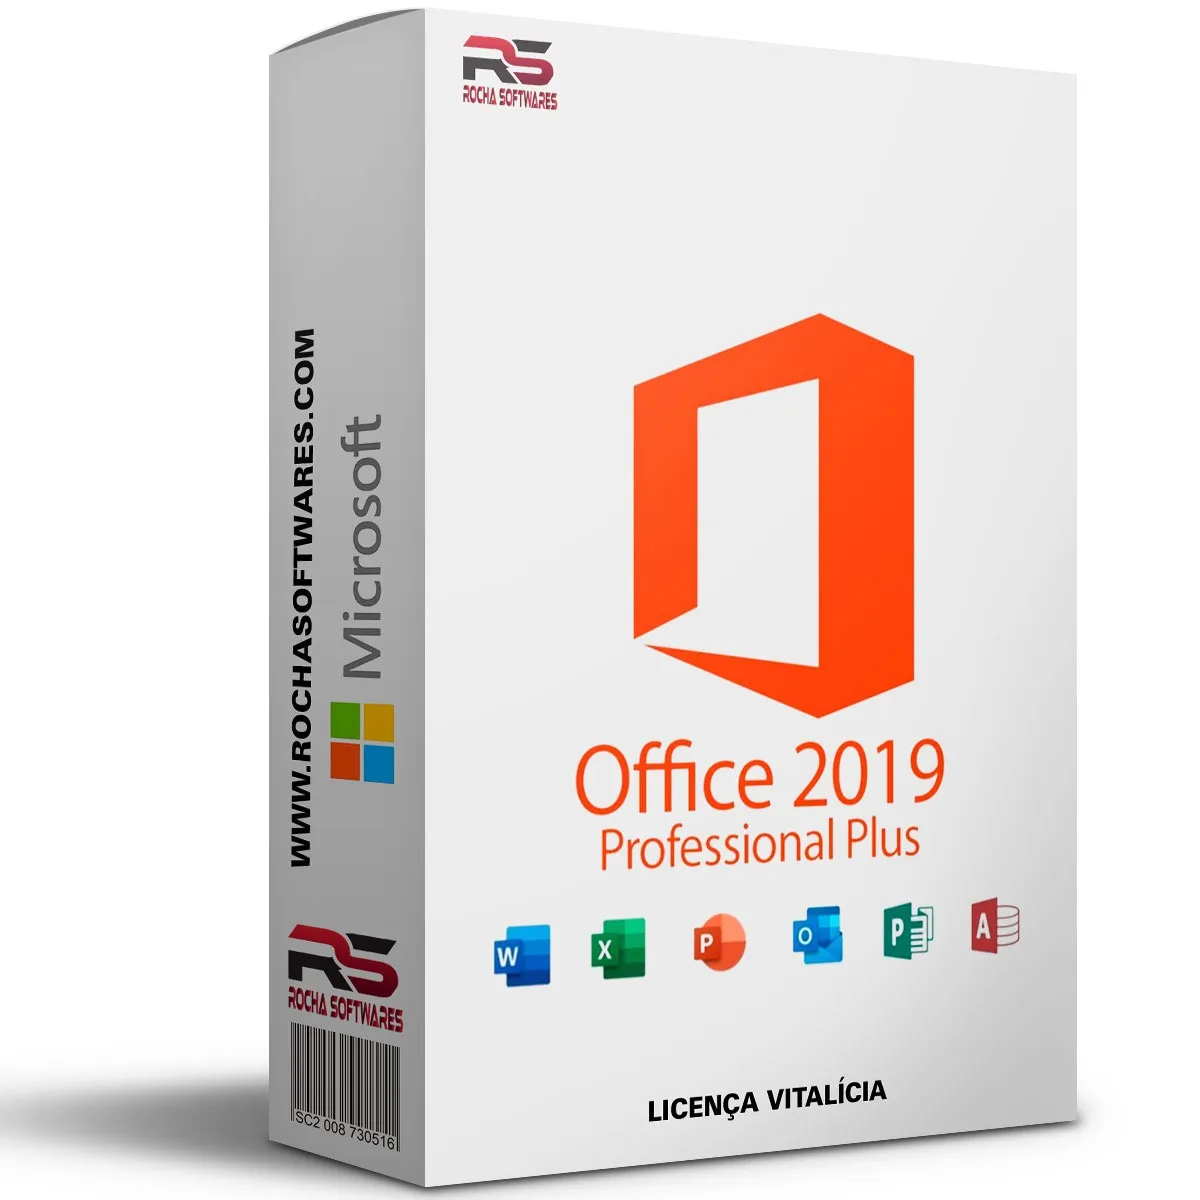 RS
ROCHA SOFTWARES
WWW.ROCHASOFTWARES.COM
Microsoft
RS
ROCHA SOFTWARES
SC2 008 730516
Office 2019
Professional Plus
W X P O P A
LICENÇA VITALÍCIA